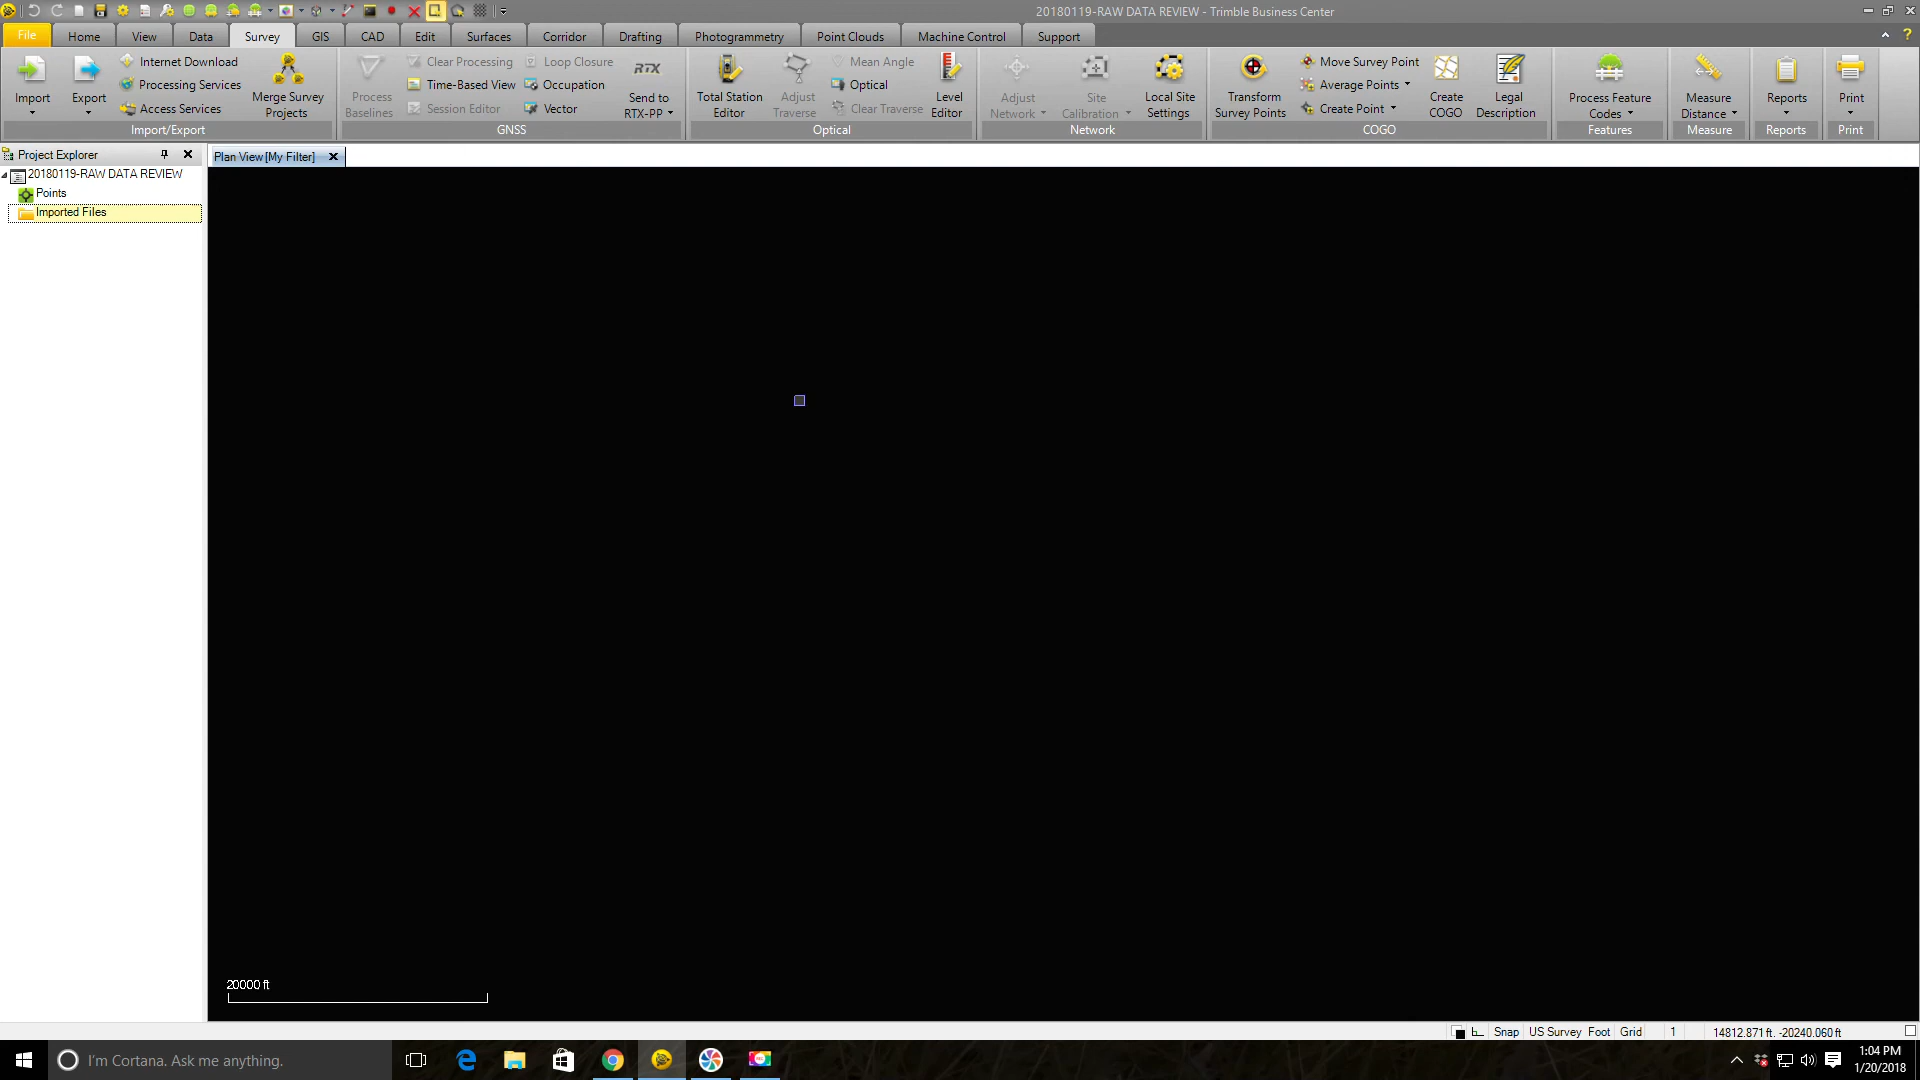 20180119-RAW DATA REVIEW - Trimble Business Center
File Home View Data Survey GIS CAD Edit Surfaces Corridor Drafting Photogrammetry Point Clouds Machine Control Support
Import
Export
Internet Download
Processing Services
Access Services
Merge Survey
Projects
Import/Export
Process
Baselines
Clear Processing
Time-Based View
Session Editor
Loop Closure
Occupation
Vector
RTX
Send to
RTX-PP
GNSS
Total Station
Editor
Adjust
Traverse
Mean Angle
Optical
Clear Traverse
Level
Editor
Optical
Adjust
Network
Site
Calibration
Local Site
Settings
Network
Transform
Survey Points
Move Survey Point
Average Points
Create Point
Create
COGO
Legal
Description
COGO
Process Feature
Codes
Features
Measure
Distance
Measure
Reports
Reports
Print
Print
Project Explorer
Plan View [My Filter]
20180119-RAW DATA REVIEW
Points
Imported Files
20000 ft
Snap US Survey Foot Grid 1 14812.871 ft, -20240.060 ft
I'm Cortana. Ask me anything.
1:04 PM
1/20/2018